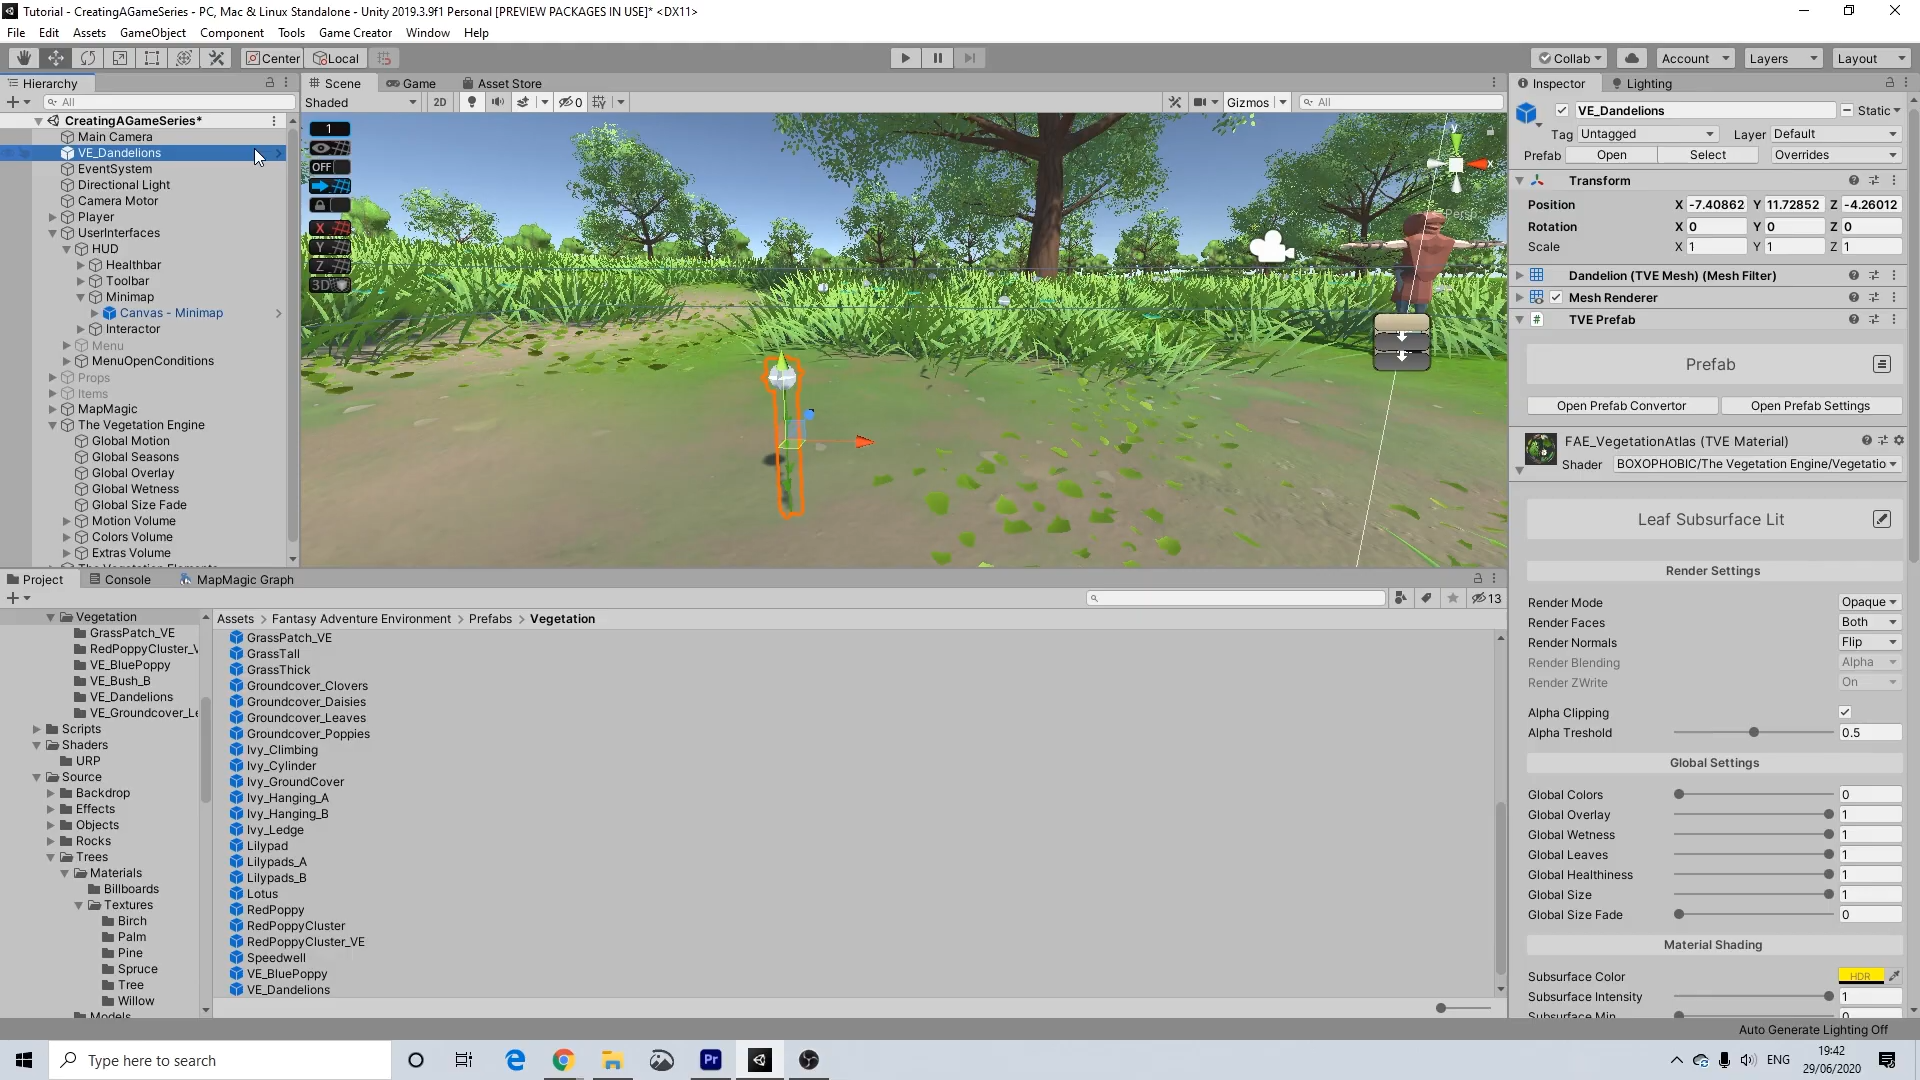 Tutorial - CreatingAGameSeries - PC, Mac & Linux Standalone - Unity 2019.3.9f1 Personal [PREVIEW PACKAGES IN USE]* <DX11>
File Edit Assets GameObject Component Tools Game Creator Window Help
Center Local Collab Account Layers Layout
Hierarchy
All
CreatingAGameSeries*
Main Camera
VE_Dandelions
EventSystem
Directional Light
Camera Motor
Player
UserInterfaces
HUD
Healthbar
Toolbar
Minimap
Canvas - Minimap
Interactor
Menu
MenuOpenConditions
Props
Items
MapMagic
The Vegetation Engine
Global Motion
Global Seasons
Global Overlay
Global Wetness
Global Size Fade
Motion Volume
Colors Volume
Extras Volume
Scene Game Asset Store
Shaded 2D 0 Gizmos All
1
OFF
X
Y
Z
3D
y
x
Persp
Inspector Lighting
VE_Dandelions Static
Tag Untagged Layer Default
Prefab Open Select Overrides
Transform
Position X -7.40862 Y 11.72852 Z -4.26012
Rotation X 0 Y 0 Z 0
Scale X 1 Y 1 Z 1
Dandelion (TVE Mesh) (Mesh Filter)
Mesh Renderer
TVE Prefab
Prefab
Open Prefab Convertor Open Prefab Settings
FAE_VegetationAtlas (TVE Material)
Shader BOXOPHOBIC/The Vegetation Engine/Vegetatio
Leaf Subsurface Lit
Render Settings
Render Mode Opaque
Render Faces Both
Render Normals Flip
Render Blending Alpha
Render ZWrite On
Alpha Clipping
Alpha Treshold 0.5
Global Settings
Global Colors 0
Global Overlay 1
Global Wetness 1
Global Leaves 1
Global Healthiness 1
Global Size 1
Global Size Fade 0
Material Shading
Subsurface Color HDR
Subsurface Intensity 1
Subsurface Min 0
Project Console MapMagic Graph
13
Vegetation
GrassPatch_VE
RedPoppyCluster_V
VE_BluePoppy
VE_Bush_B
VE_Dandelions
VE_Groundcover_Le
Scripts
Shaders
URP
Source
Backdrop
Effects
Objects
Rocks
Trees
Materials
Billboards
Textures
Birch
Palm
Pine
Spruce
Tree
Willow
Models
Assets > Fantasy Adventure Environment > Prefabs > Vegetation
GrassPatch_VE
GrassTall
GrassThick
Groundcover_Clovers
Groundcover_Daisies
Groundcover_Leaves
Groundcover_Poppies
Ivy_Climbing
Ivy_Cylinder
Ivy_GroundCover
Ivy_Hanging_A
Ivy_Hanging_B
Ivy_Ledge
Lilypad
Lilypads_A
Lilypads_B
Lotus
RedPoppy
RedPoppyCluster
RedPoppyCluster_VE
Speedwell
VE_BluePoppy
VE_Dandelions
Auto Generate Lighting Off
Type here to search
Pr
ENG
19:42
29/06/2020